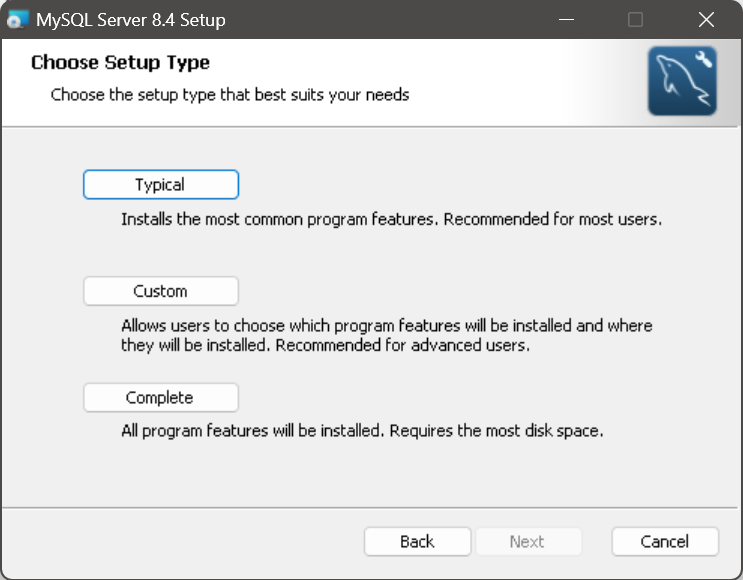 MySQL Server 8.4 Setup
Choose Setup Type
Choose the setup type that best suits your needs
Typical
Installs the most common program features. Recommended for most users.
Custom
Allows users to choose which program features will be installed and where
they will be installed. Recommended for advanced users.
Complete
All program features will be installed. Requires the most disk space.
Back
Next
Cancel